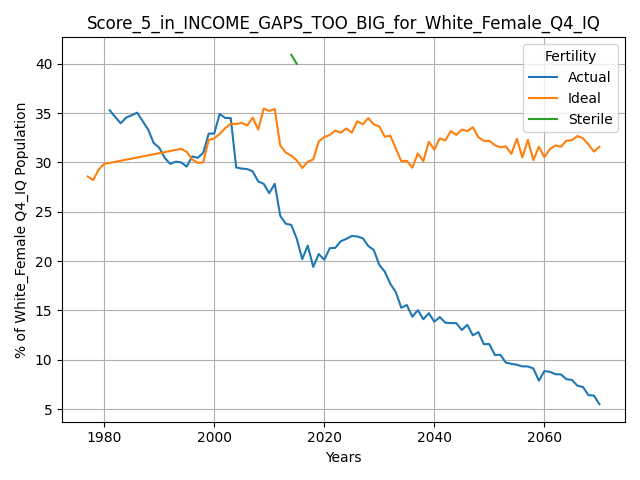 Score_5_in_INCOME_GAPS_TOO_BIG_for_White_Female_Q4_IQ
% of White_Female Q4_IQ Population
40
35
30
25
20
15
10
5
1980 2000 2020 2040 2060
Years
Fertility
Actual
Ideal
Sterile